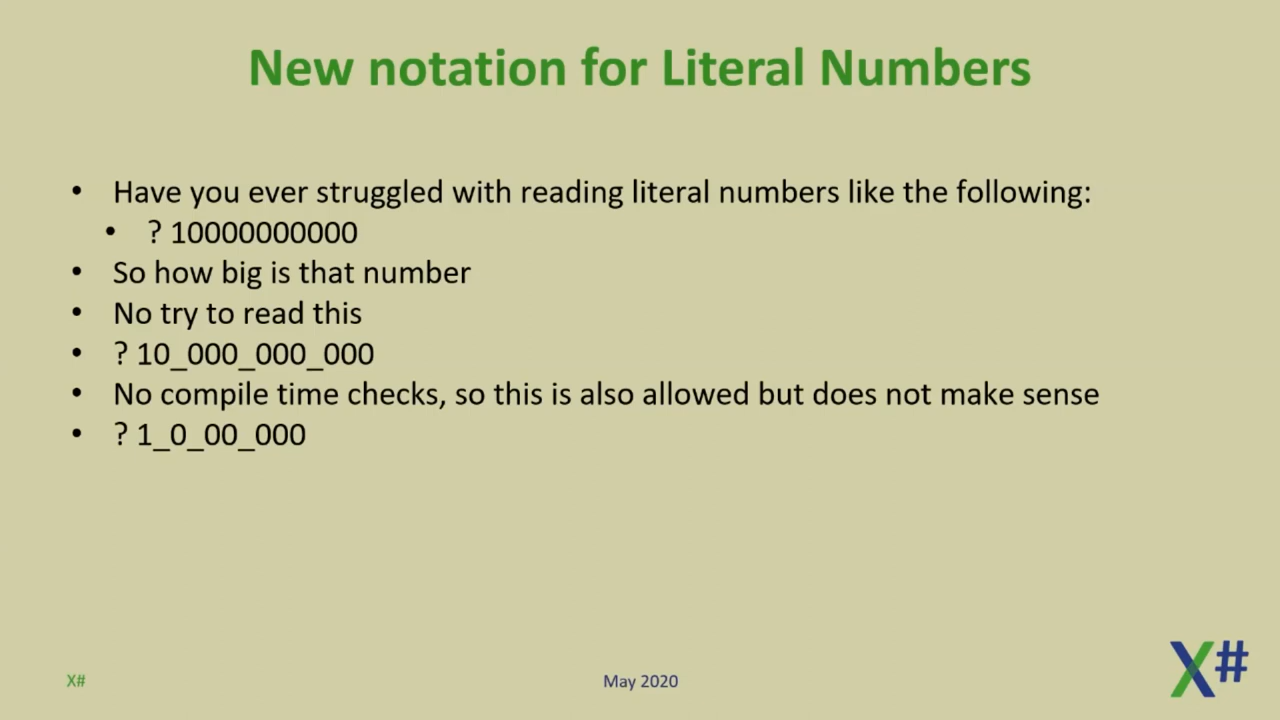 New notation for Literal Numbers
• Have you ever struggled with reading literal numbers like the following:
• ? 10000000000
• So how big is that number
• No try to read this
• ? 10_000_000_000
• No compile time checks, so this is also allowed but does not make sense
• ? 1_0_00_000
X#
May 2020
X#